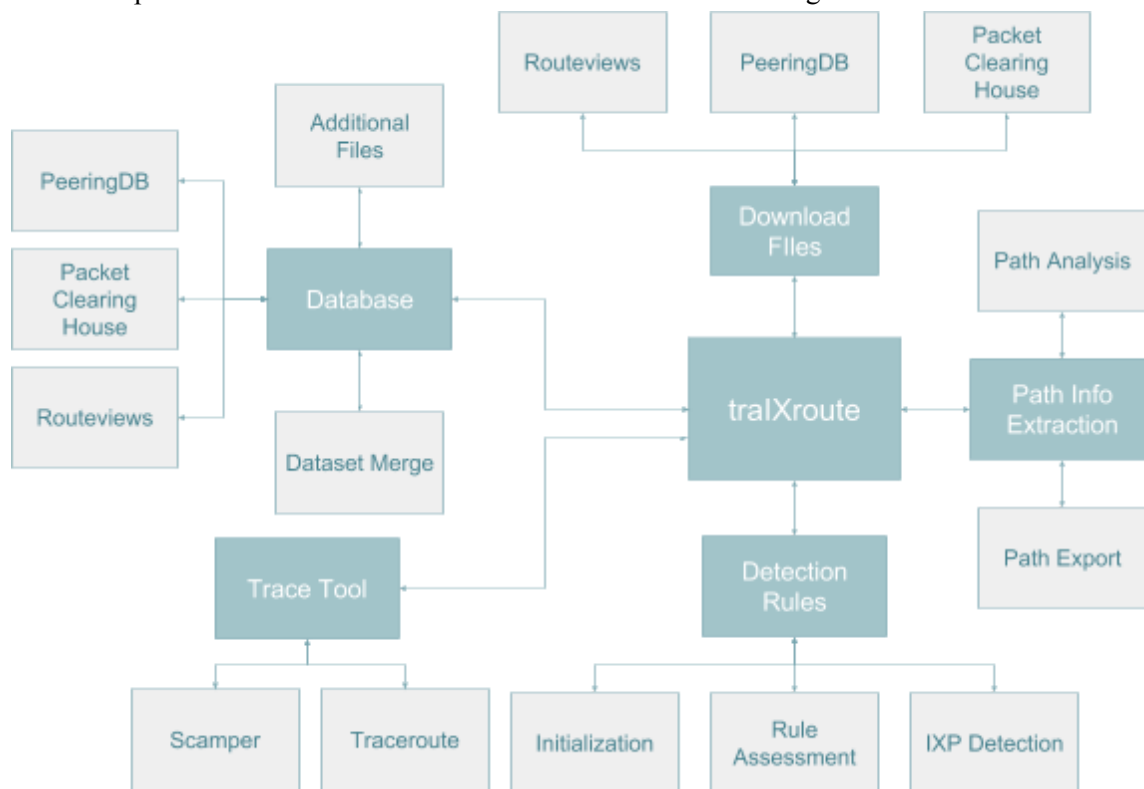 Routeviews
PeeringDB
Packet
Clearing
House
Additional
Files
PeeringDB
Download
FIles
Path Analysis
Packet
Clearing
House
Database
traIXroute
Path Info
Extraction
Routeviews
Dataset Merge
Trace Tool
Detection
Rules
Path Export
Scamper
Traceroute
Initialization
Rule
Assessment
IXP Detection